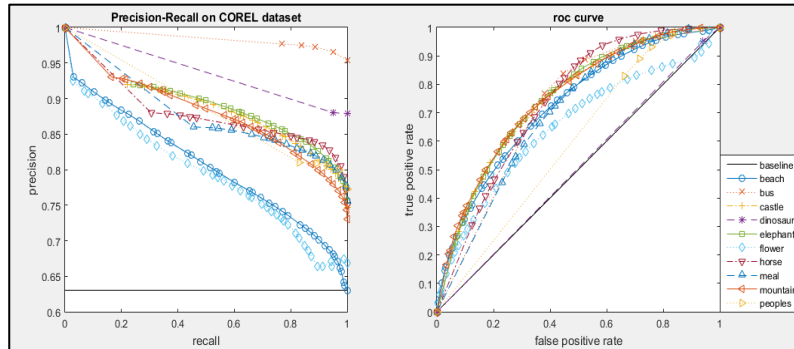 Precision-Recall on COREL dataset
1
0.95
0.9
0.85
0.8
0.75
0.7
0.65
0.6
precision
0
0.2
0.4
0.6
0.8
1
recall
roc curve
1
0.9
0.8
0.7
0.6
0.5
0.4
0.3
0.2
0.1
0
true positive rate
0
0.2
0.4
0.6
0.8
1
false positive rate
baseline
beach
bus
castle
dinosaur
elephant
flower
horse
meal
mountain
peoples